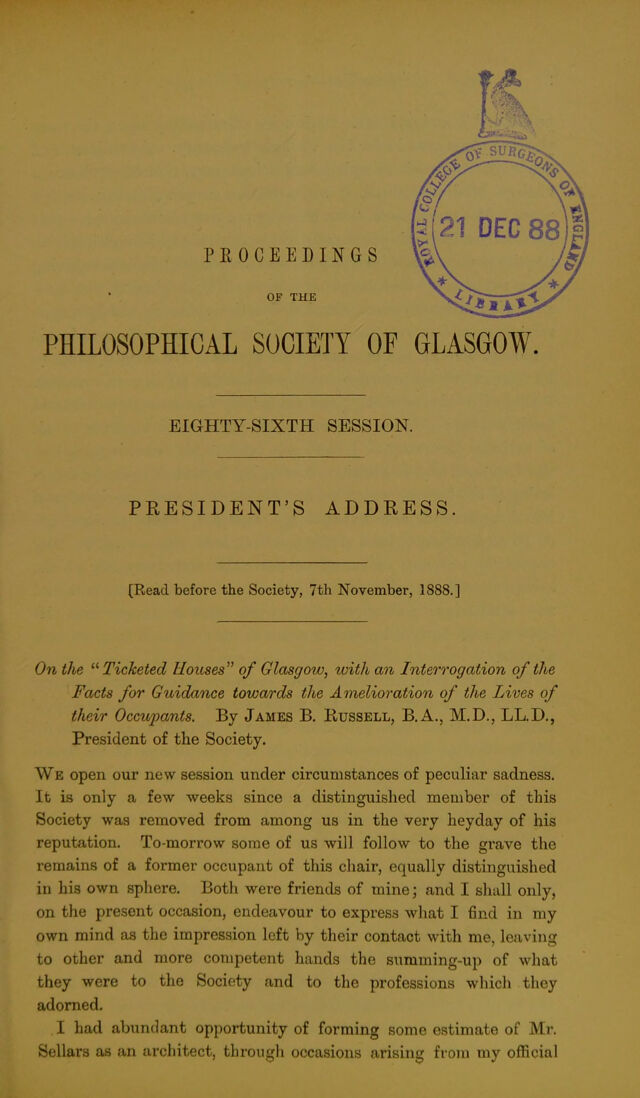 ROYAL COLLEGE OF SURGEONS OF ENGLAND
21 DEC 88
* LIBRARY *
PROCEEDINGS
OF THE
PHILOSOPHICAL SOCIETY OF GLASGOW.
EIGHTY-SIXTH SESSION.
PRESIDENT'S ADDRESS.
[Read before the Society, 7th November, 1888.]
On the “Ticketed Houses” of Glasgow, with an Interrogation of the
Facts for Guidance towards the Amelioration of the Lives of
their Occupants. By JAMES B. RUSSELL, B.A., M.D., LL.D.,
President of the Society.
WE open our new session under circumstances of peculiar sadness.
It is only a few weeks since a distinguished member of this
Society was removed from among us in the very heyday of his
reputation. To-morrow some of us will follow to the grave the
remains of a former occupant of this chair, equally distinguished
in his own sphere. Both were friends of mine; and I shall only,
on the present occasion, endeavour to express what I find in my
own mind as the impression left by their contact with me, leaving
to other and more competent hands the summing-up of what
they were to the Society and to the professions which they
adorned.
I had abundant opportunity of forming some estimate of Mr.
Sellars as an architect, through occasions arising from my official